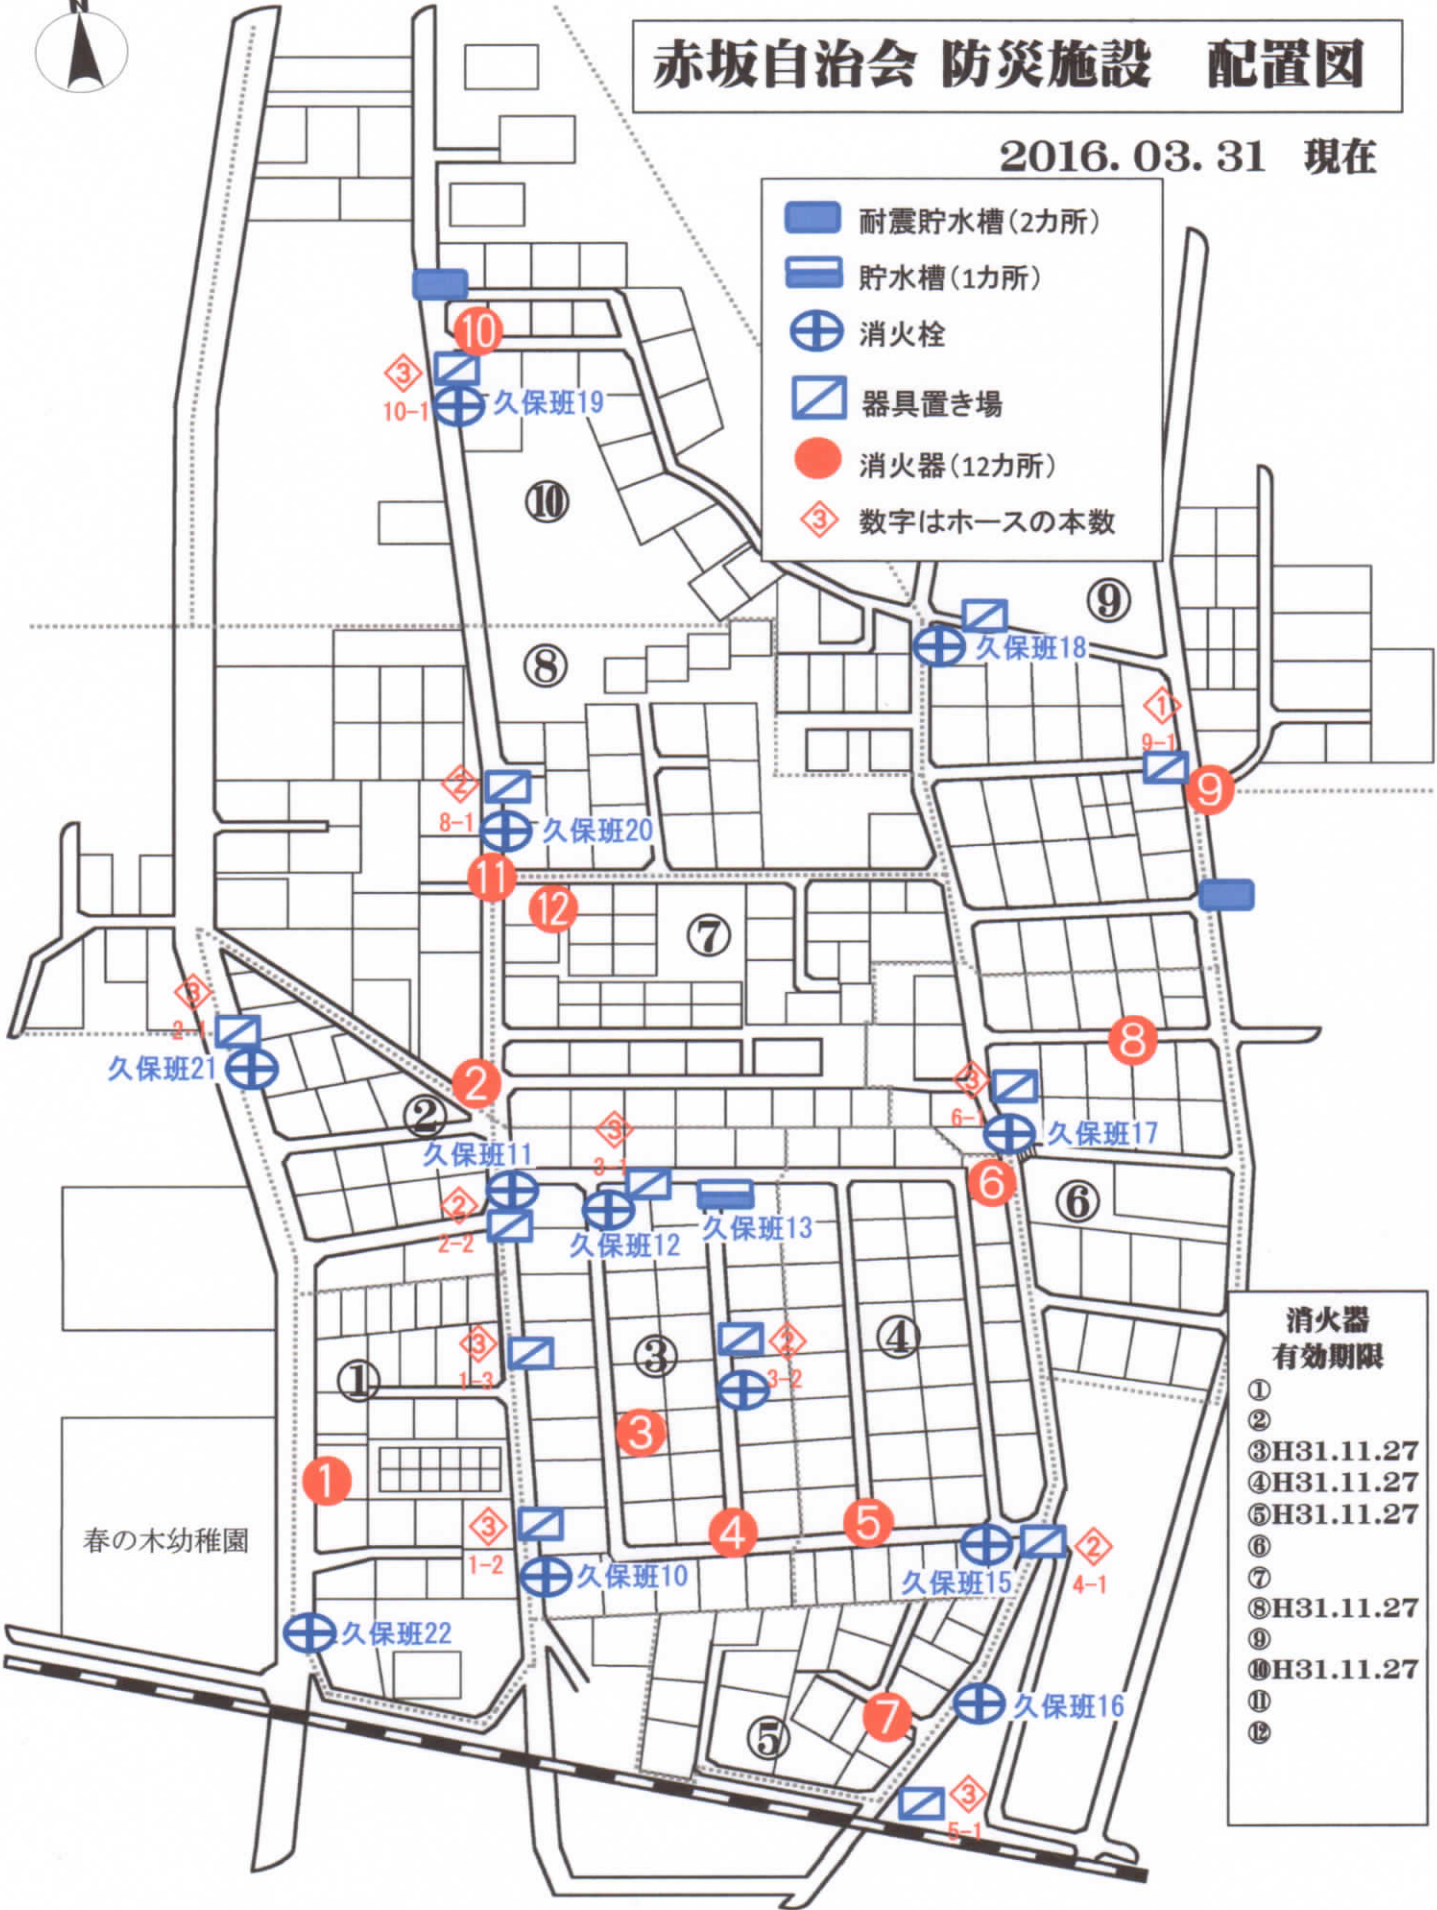 N
赤坂自治会 防災施設 配置図
2016.03.31 現在
耐震貯水槽(2カ所)
貯水槽(1カ所)
消火栓
器具置き場
消火器(12カ所)
③ 数字はホースの本数
⑩
3
10-1
久保班19
⑩
⑨
久保班18
⑧
1
9-1
⑨
2
8-1
久保班20
⑪
⑫
⑦
3
2-1
久保班21
②
②
⑧
3
6-1
久保班17
久保班11
3
3-1
⑥
⑥
2
2-2
久保班12
久保班13
3
1-3
①
③
2
3-2
④
③
①
④
⑤
春の木幼稚園
3
1-2
久保班10
久保班15
2
4-1
久保班22
⑦
久保班16
⑤
3
5-1
消火器
有効期限
①
②
③H31.11.27
④H31.11.27
⑤H31.11.27
⑥
⑦
⑧H31.11.27
⑨
⑩H31.11.27
⑪
⑫